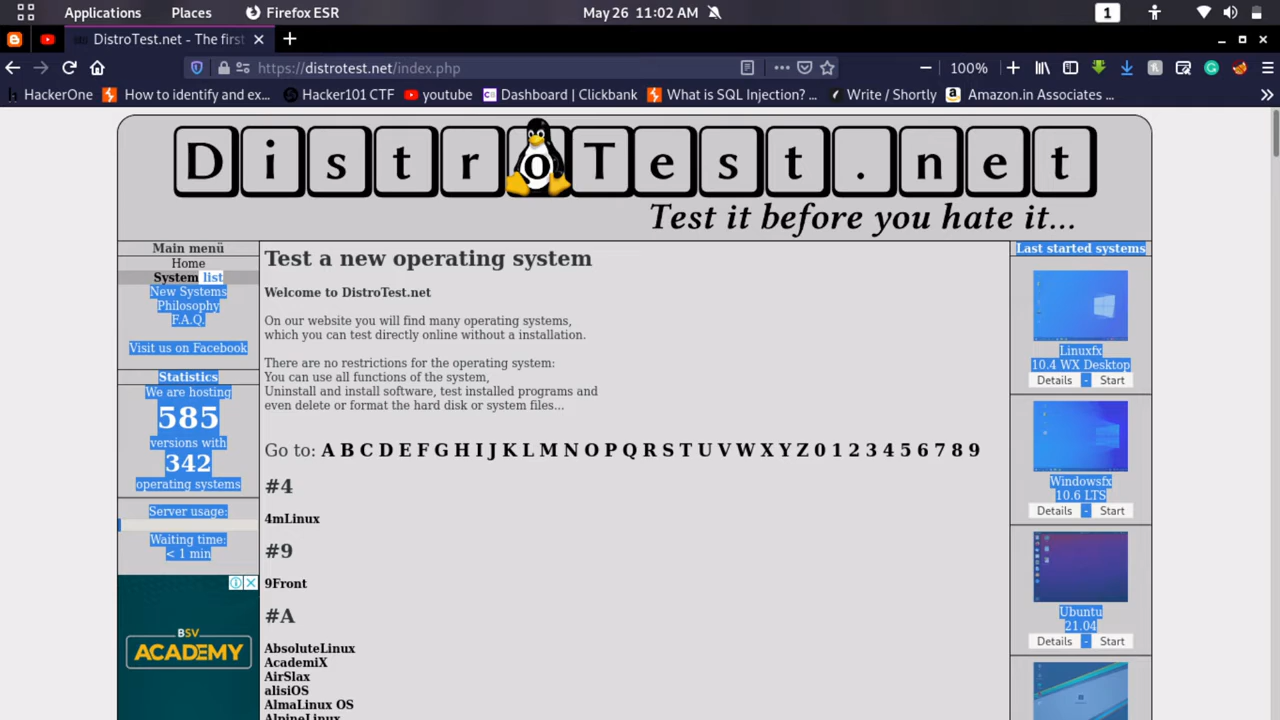 Applications
Places
Firefox ESR
May 26 11:02 AM
1
DistroTest.net - The first
https://distrotest.net/index.php
100%
HackerOne
How to identify and ex...
Hacker101 CTF
youtube
Dashboard | Clickbank
What is SQL Injection? ...
Write / Shortly
Amazon.in Associates ...
DistroTest.net
Test it before you hate it...
Main menü
Home
System list
New Systems
Philosophy
F.A.Q.
Visit us on Facebook
Statistics
We are hosting
585
versions with
342
operating systems
Server usage:
Waiting time:
< 1 min
BSV
ACADEMY
Test a new operating system
Welcome to DistroTest.net
On our website you will find many operating systems,
which you can test directly online without a installation.
There are no restrictions for the operating system:
You can use all functions of the system,
Uninstall and install software, test installed programs and
even delete or format the hard disk or system files...
Go to: A B C D E F G H I J K L M N O P Q R S T U V W X Y Z 0 1 2 3 4 5 6 7 8 9
#4
4mLinux
#9
9Front
#A
AbsoluteLinux
AcademiX
AirSlax
alisiOS
AlmaLinux OS
AlpineLinux
Last started systems
Linuxfx
10.4 WX Desktop
Details - Start
Windowsfx
10.6 LTS
Details - Start
Ubuntu
21.04
Details - Start